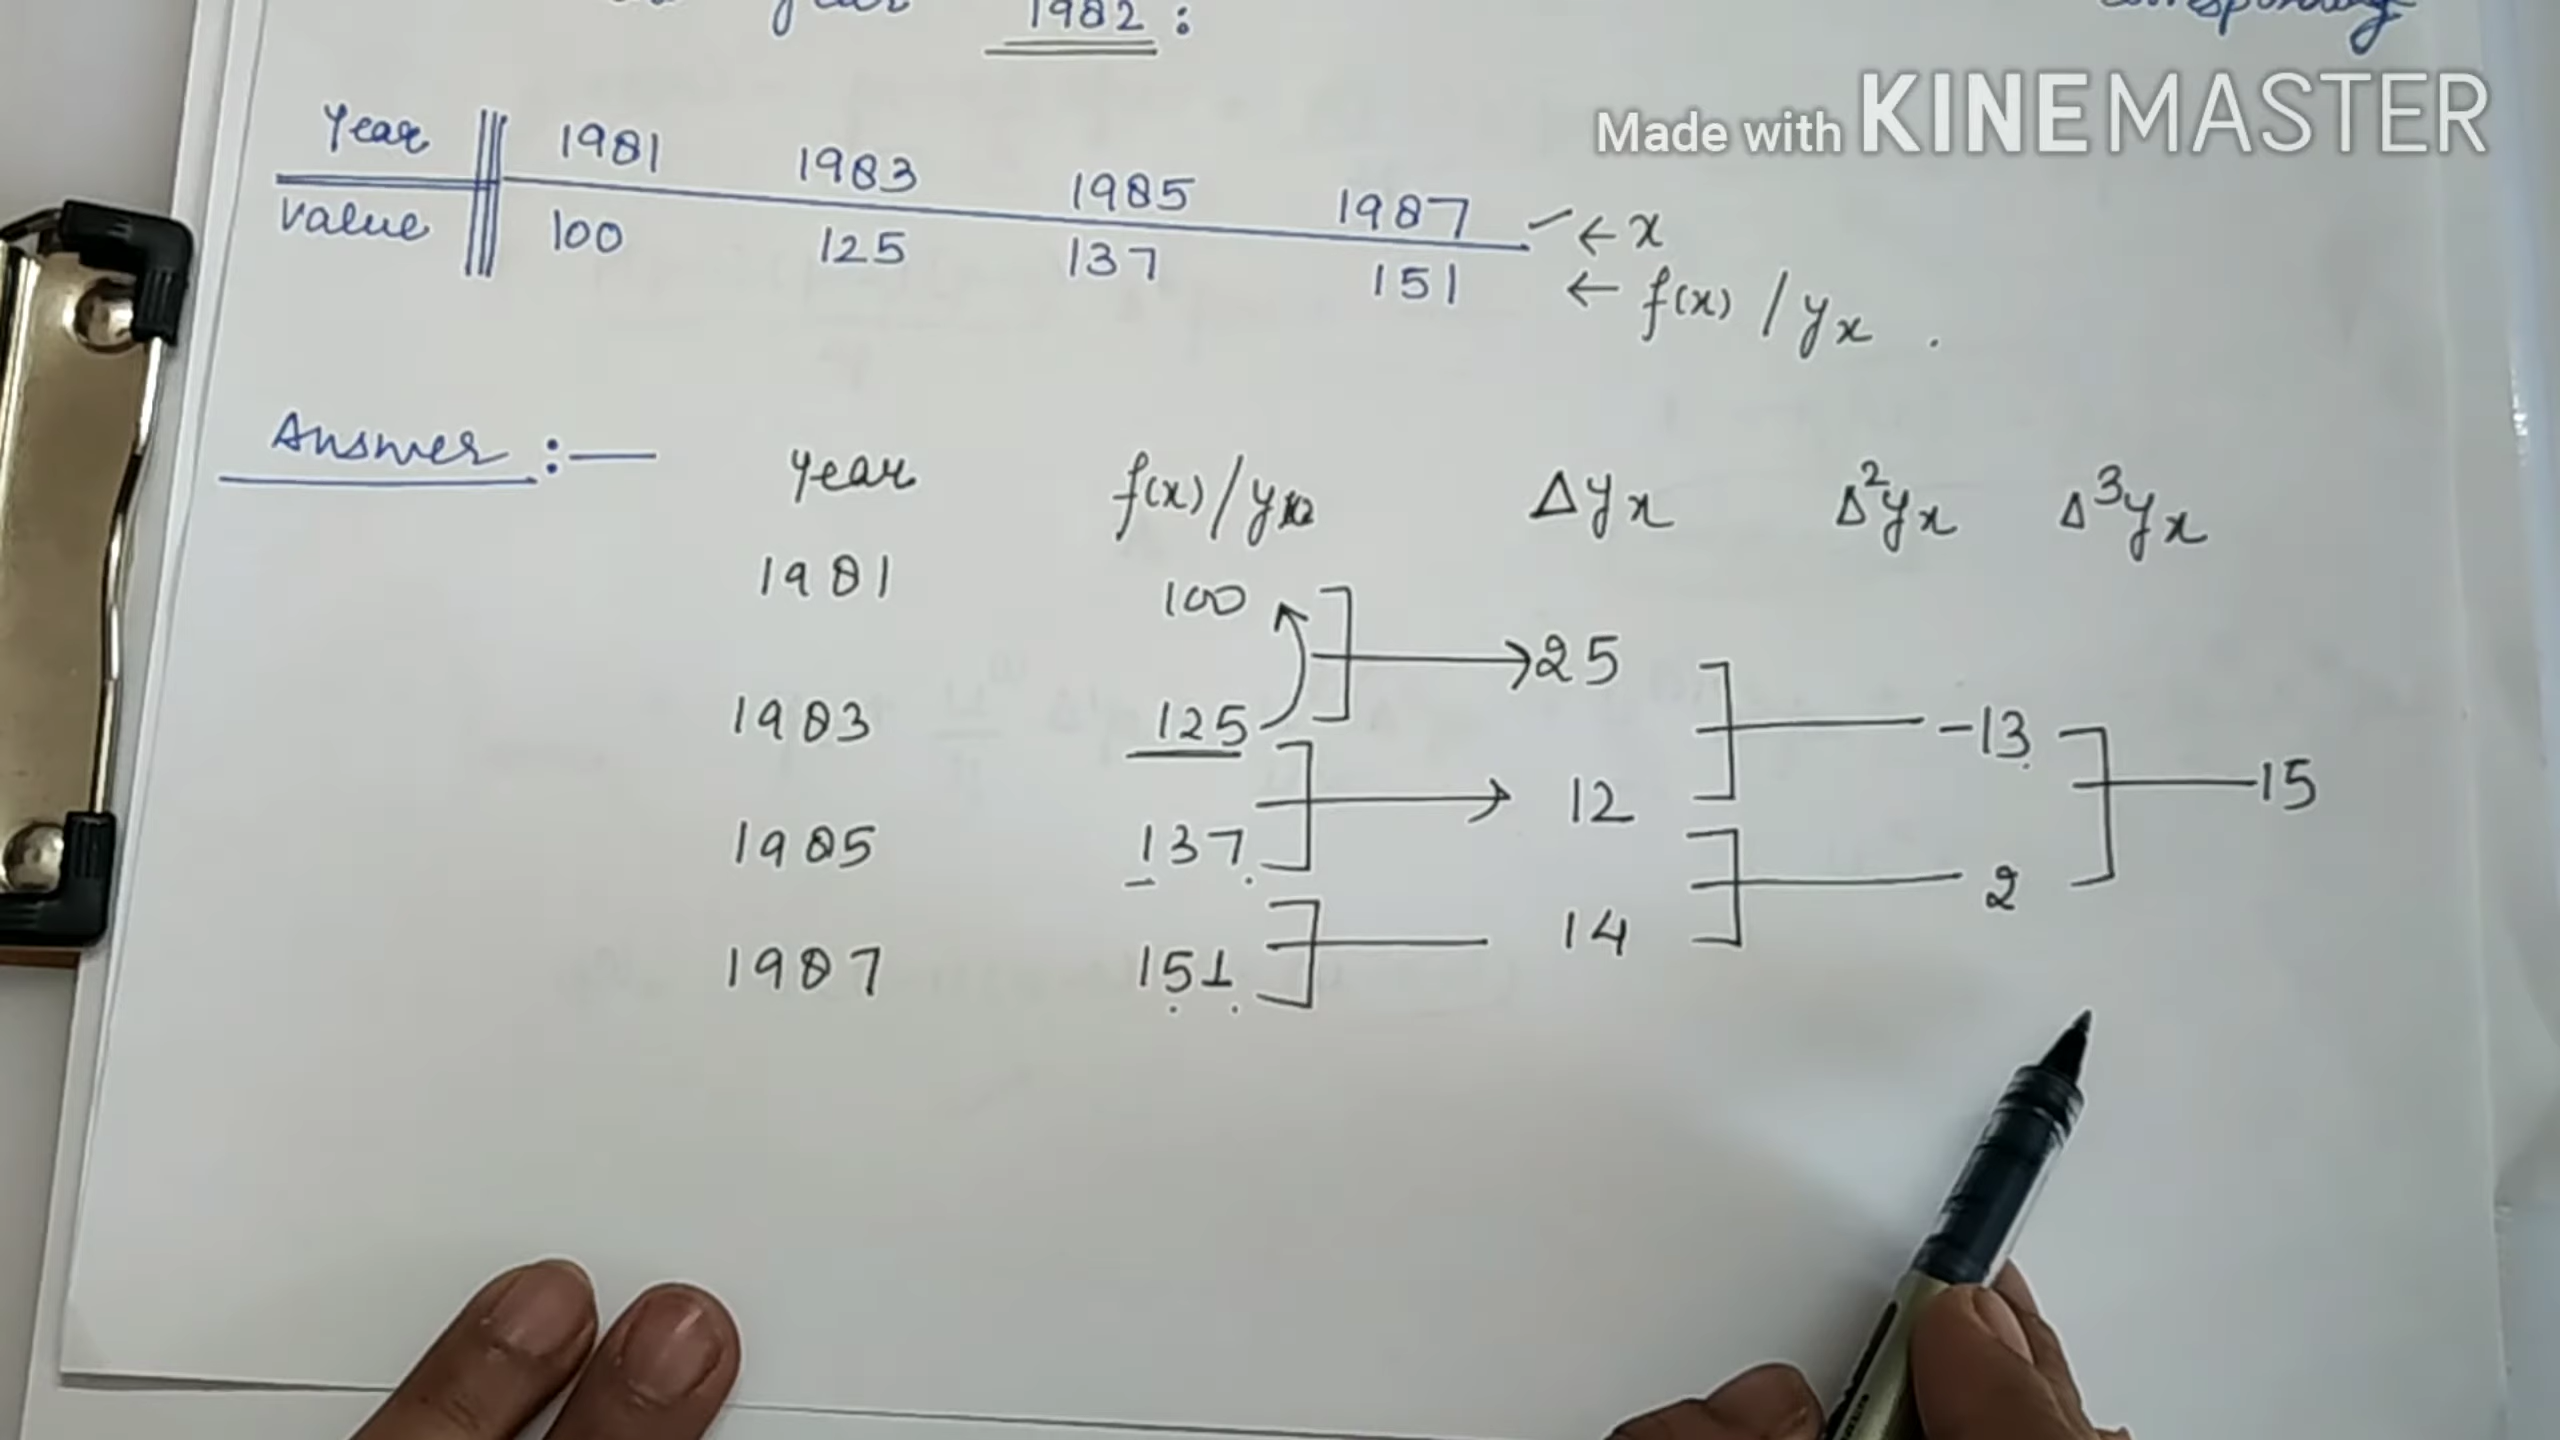 year 1982 :
Made with KINEMASTER
Year 1981 1983 1985 1987 ← x
Value 100 125 137 151 ← f(x) / yx .
Answer :—
Year f(x)/yx Δyx Δ²yx Δ³yx
1981 100
25
1983 125 -13
12 15
1985 137 2
14
1987 151